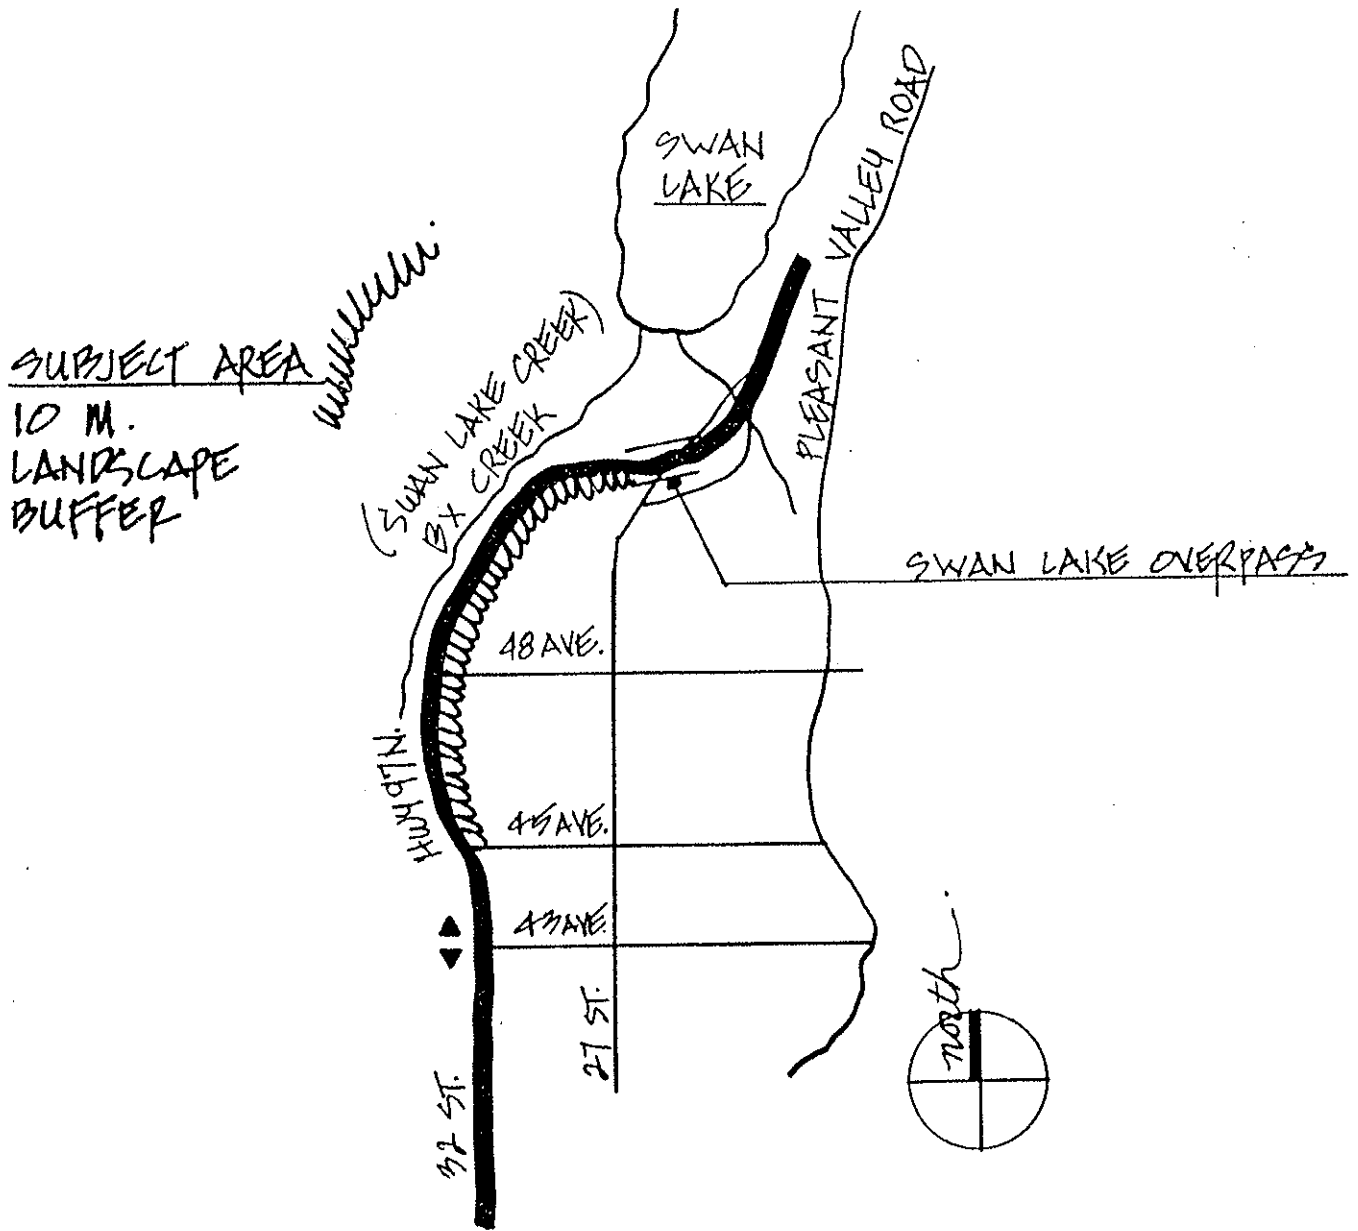 SWAN
LAKE
PLEASANT VALLEY ROAD
SUBJECT AREA
10 M.
LANDSCAPE
BUFFER
(SWAN LAKE CREEK)
BX CREEK
SWAN LAKE OVERPASS
48 AVE.
HWY 97 N.
45 AVE.
43 AVE.
27 ST.
32 ST.
north